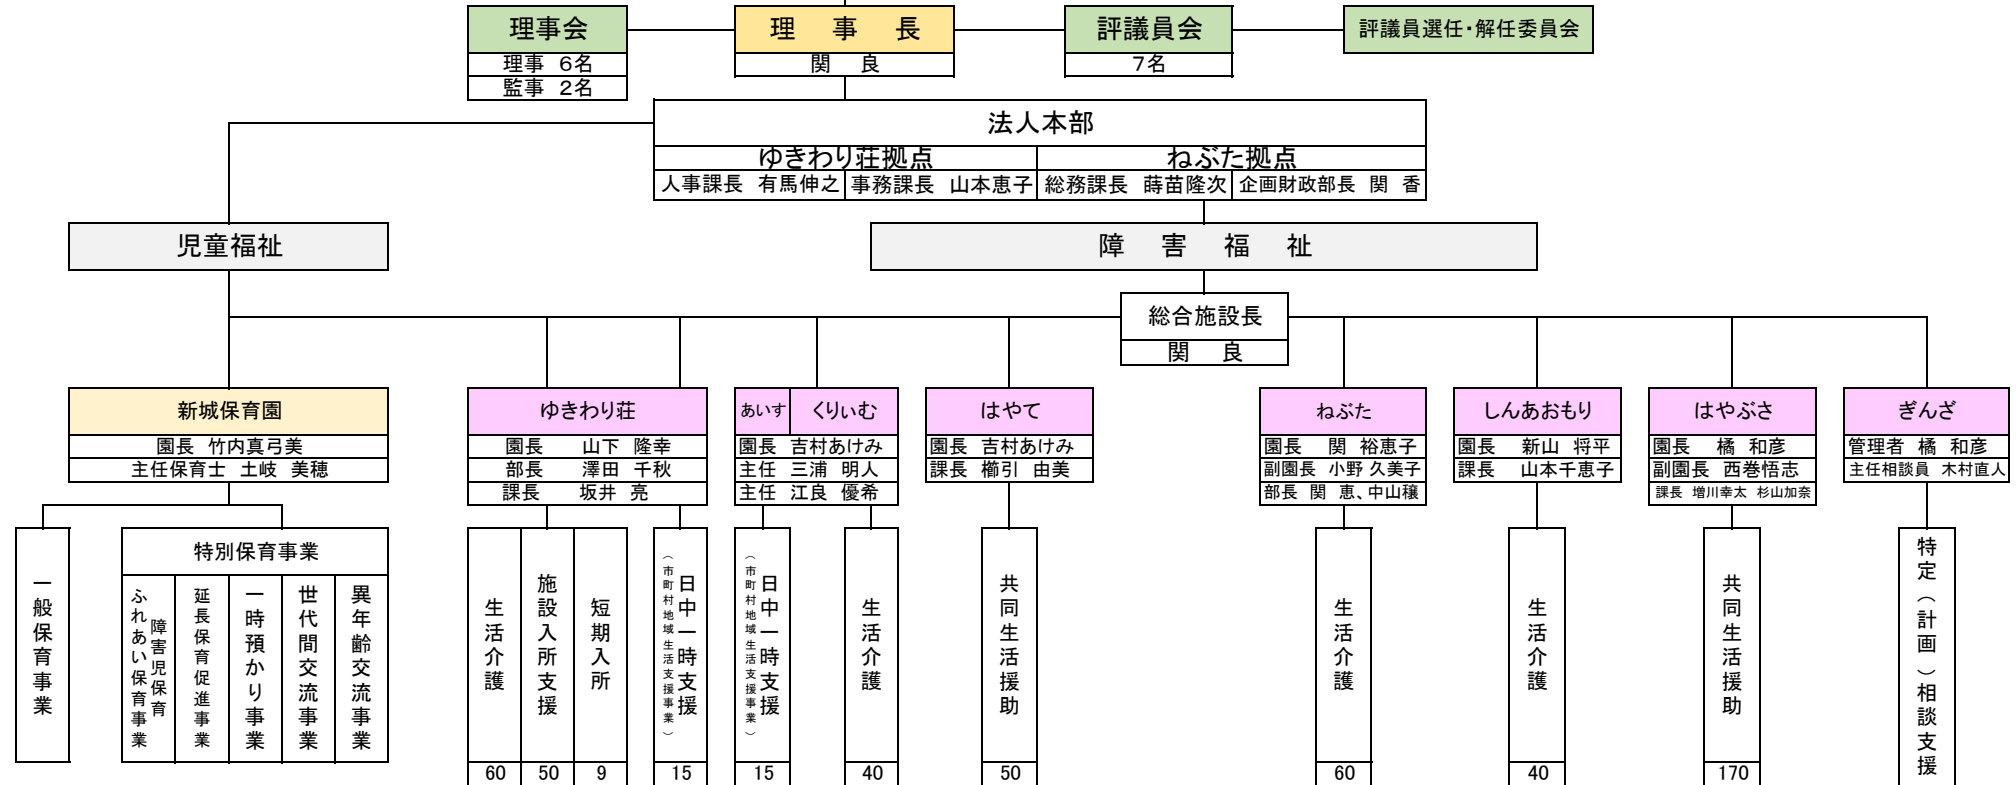 理事会
理事 6名
監事 2名
理 事 長
関 良
評議員会
7名
評議員選任・解任委員会
法人本部
ゆきわり荘拠点
ねぶた拠点
人事課長 有馬伸之
事務課長 山本恵子
総務課長 蒔苗隆次
企画財政部長 関 香
児童福祉
障 害 福 祉
総合施設長
関 良
新城保育園
園長 竹内真弓美
主任保育士 土岐 美穂
ゆきわり荘
園長 山下 隆幸
部長 澤田 千秋
課長 坂井 亮
あいす
くりぃむ
園長 吉村あけみ
主任 三浦 明人
主任 江良 優希
はやて
園長 吉村あけみ
課長 櫛引 由美
ねぶた
園長 関 裕恵子
副園長 小野 久美子
部長 関 恵、中山穣
しんあおもり
園長 新山 将平
課長 山本千恵子
はやぶさ
園長 橘 和彦
副園長 西巻悟志
課長 増川幸太 杉山加奈
ぎんざ
管理者 橘 和彦
主任相談員 木村直人
一般保育事業
特別保育事業
障害児保育
ふれあい保育事業
延長保育促進事業
一時預かり事業
世代間交流事業
異年齢交流事業
生活介護
60
施設入所支援
50
短期入所
9
日中一時支援
（市町村地域生活支援事業）
15
日中一時支援
（市町村地域生活支援事業）
15
生活介護
40
共同生活援助
50
生活介護
60
生活介護
40
共同生活援助
170
特定（計画）相談支援